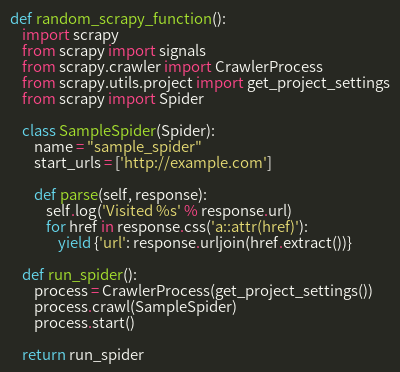 def random_scrapy_function():
    import scrapy
    from scrapy import signals
    from scrapy.crawler import CrawlerProcess
    from scrapy.utils.project import get_project_settings
    from scrapy import Spider

    class SampleSpider(Spider):
        name = "sample_spider"
        start_urls = ['http://example.com']

        def parse(self, response):
            self.log('Visited %s' % response.url)
            for href in response.css('a::attr(href)'):
                yield {'url': response.urljoin(href.extract())}

    def run_spider():
        process = CrawlerProcess(get_project_settings())
        process.crawl(SampleSpider)
        process.start()

    return run_spider